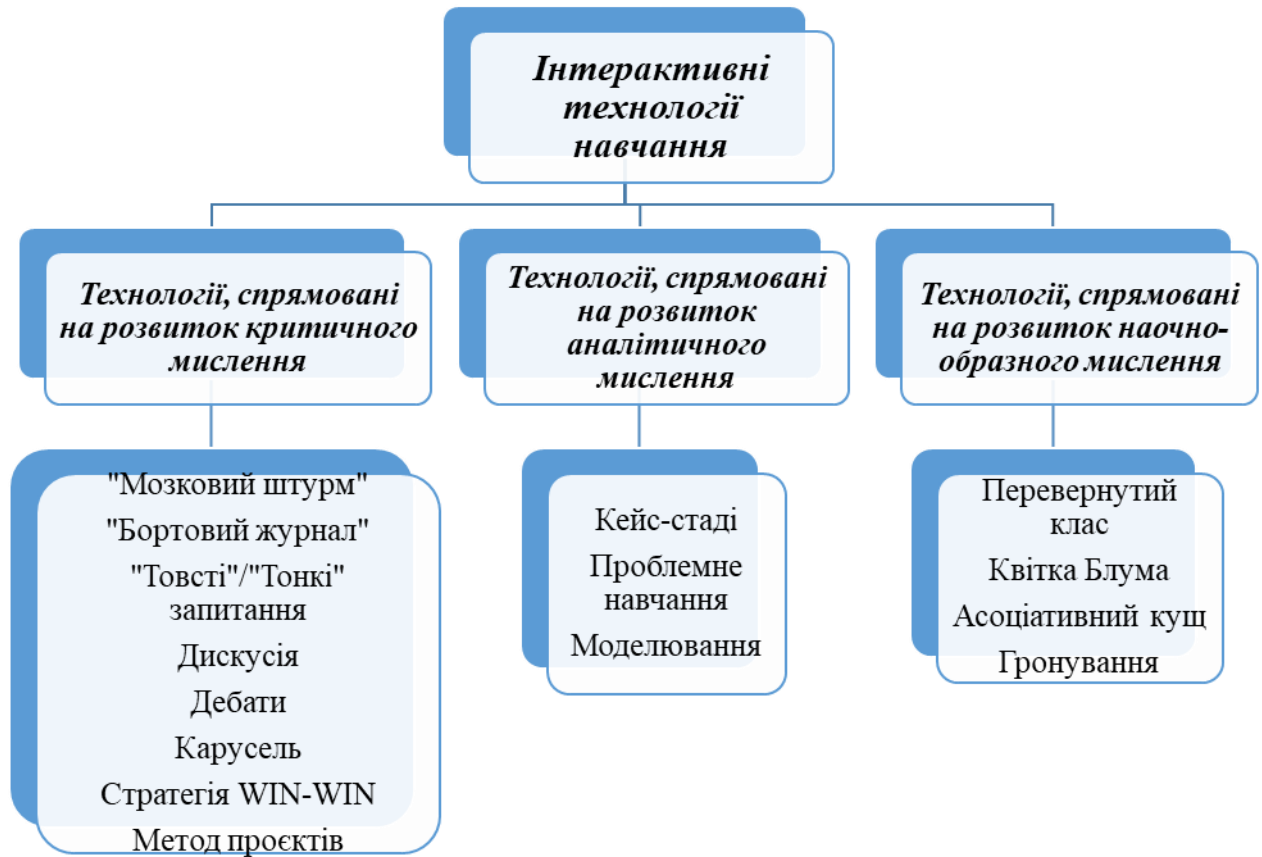 Інтерактивні
технології
навчання
Технології, спрямовані
на розвиток критичного
мислення
Технології, спрямовані
на розвиток
аналітичного
мислення
Технології, спрямовані
на розвиток наочно-
образного мислення
"Мозковий штурм"
"Бортовий журнал"
"Товсті"/"Тонкі"
запитання
Дискусія
Дебати
Карусель
Стратегія WIN-WIN
Метод проєктів
Кейс-стаді
Проблемне
навчання
Моделювання
Перевернутий
клас
Квітка Блума
Асоціативний кущ
Гронування